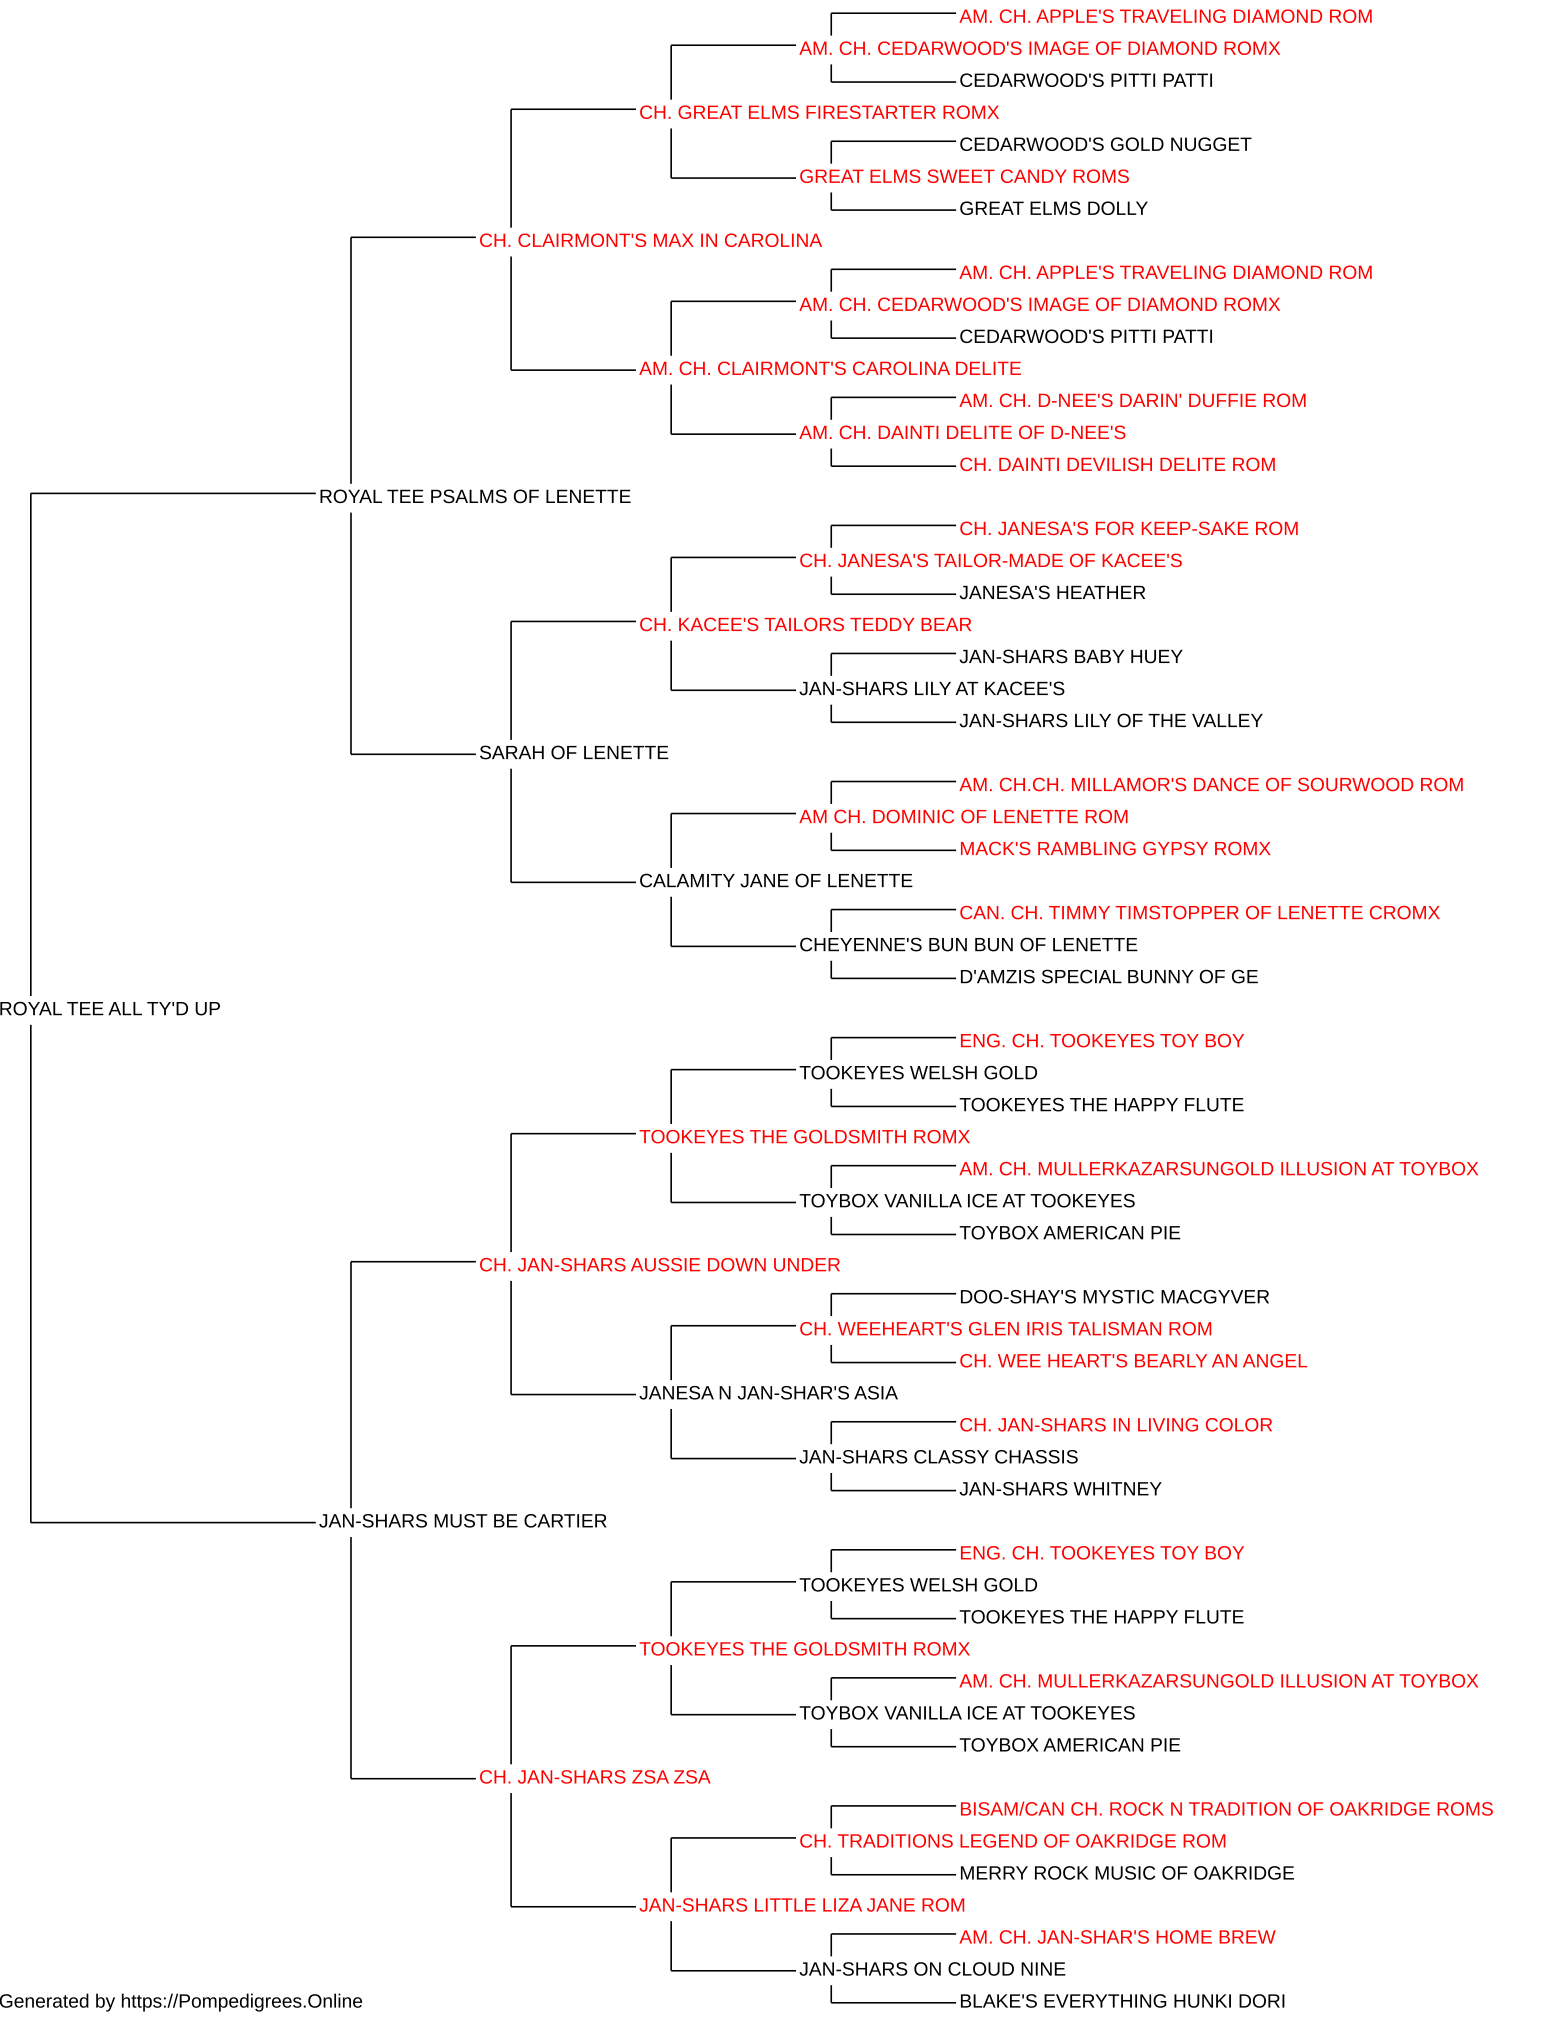 AM. CH. APPLE'S TRAVELING DIAMOND ROM
AM. CH. CEDARWOOD'S IMAGE OF DIAMOND ROMX
CEDARWOOD'S PITTI PATTI
CH. GREAT ELMS FIRESTARTER ROMX
CEDARWOOD'S GOLD NUGGET
GREAT ELMS SWEET CANDY ROMS
GREAT ELMS DOLLY
CH. CLAIRMONT'S MAX IN CAROLINA
AM. CH. APPLE'S TRAVELING DIAMOND ROM
AM. CH. CEDARWOOD'S IMAGE OF DIAMOND ROMX
CEDARWOOD'S PITTI PATTI
AM. CH. CLAIRMONT'S CAROLINA DELITE
AM. CH. D-NEE'S DARIN' DUFFIE ROM
AM. CH. DAINTI DELITE OF D-NEE'S
CH. DAINTI DEVILISH DELITE ROM
ROYAL TEE PSALMS OF LENETTE
CH. JANESA'S FOR KEEP-SAKE ROM
CH. JANESA'S TAILOR-MADE OF KACEE'S
JANESA'S HEATHER
CH. KACEE'S TAILORS TEDDY BEAR
JAN-SHARS BABY HUEY
JAN-SHARS LILY AT KACEE'S
JAN-SHARS LILY OF THE VALLEY
SARAH OF LENETTE
AM. CH.CH. MILLAMOR'S DANCE OF SOURWOOD ROM
AM CH. DOMINIC OF LENETTE ROM
MACK'S RAMBLING GYPSY ROMX
CALAMITY JANE OF LENETTE
CAN. CH. TIMMY TIMSTOPPER OF LENETTE CROMX
CHEYENNE'S BUN BUN OF LENETTE
D'AMZIS SPECIAL BUNNY OF GE
ROYAL TEE ALL TY'D UP
ENG. CH. TOOKEYES TOY BOY
TOOKEYES WELSH GOLD
TOOKEYES THE HAPPY FLUTE
TOOKEYES THE GOLDSMITH ROMX
AM. CH. MULLERKAZARSUNGOLD ILLUSION AT TOYBOX
TOYBOX VANILLA ICE AT TOOKEYES
TOYBOX AMERICAN PIE
CH. JAN-SHARS AUSSIE DOWN UNDER
DOO-SHAY'S MYSTIC MACGYVER
CH. WEEHEART'S GLEN IRIS TALISMAN ROM
CH. WEE HEART'S BEARLY AN ANGEL
JANESA N JAN-SHAR'S ASIA
CH. JAN-SHARS IN LIVING COLOR
JAN-SHARS CLASSY CHASSIS
JAN-SHARS WHITNEY
JAN-SHARS MUST BE CARTIER
ENG. CH. TOOKEYES TOY BOY
TOOKEYES WELSH GOLD
TOOKEYES THE HAPPY FLUTE
TOOKEYES THE GOLDSMITH ROMX
AM. CH. MULLERKAZARSUNGOLD ILLUSION AT TOYBOX
TOYBOX VANILLA ICE AT TOOKEYES
TOYBOX AMERICAN PIE
CH. JAN-SHARS ZSA ZSA
BISAM/CAN CH. ROCK N TRADITION OF OAKRIDGE ROMS
CH. TRADITIONS LEGEND OF OAKRIDGE ROM
MERRY ROCK MUSIC OF OAKRIDGE
JAN-SHARS LITTLE LIZA JANE ROM
AM. CH. JAN-SHAR'S HOME BREW
JAN-SHARS ON CLOUD NINE
BLAKE'S EVERYTHING HUNKI DORI
Generated by https://Pompedigrees.Online